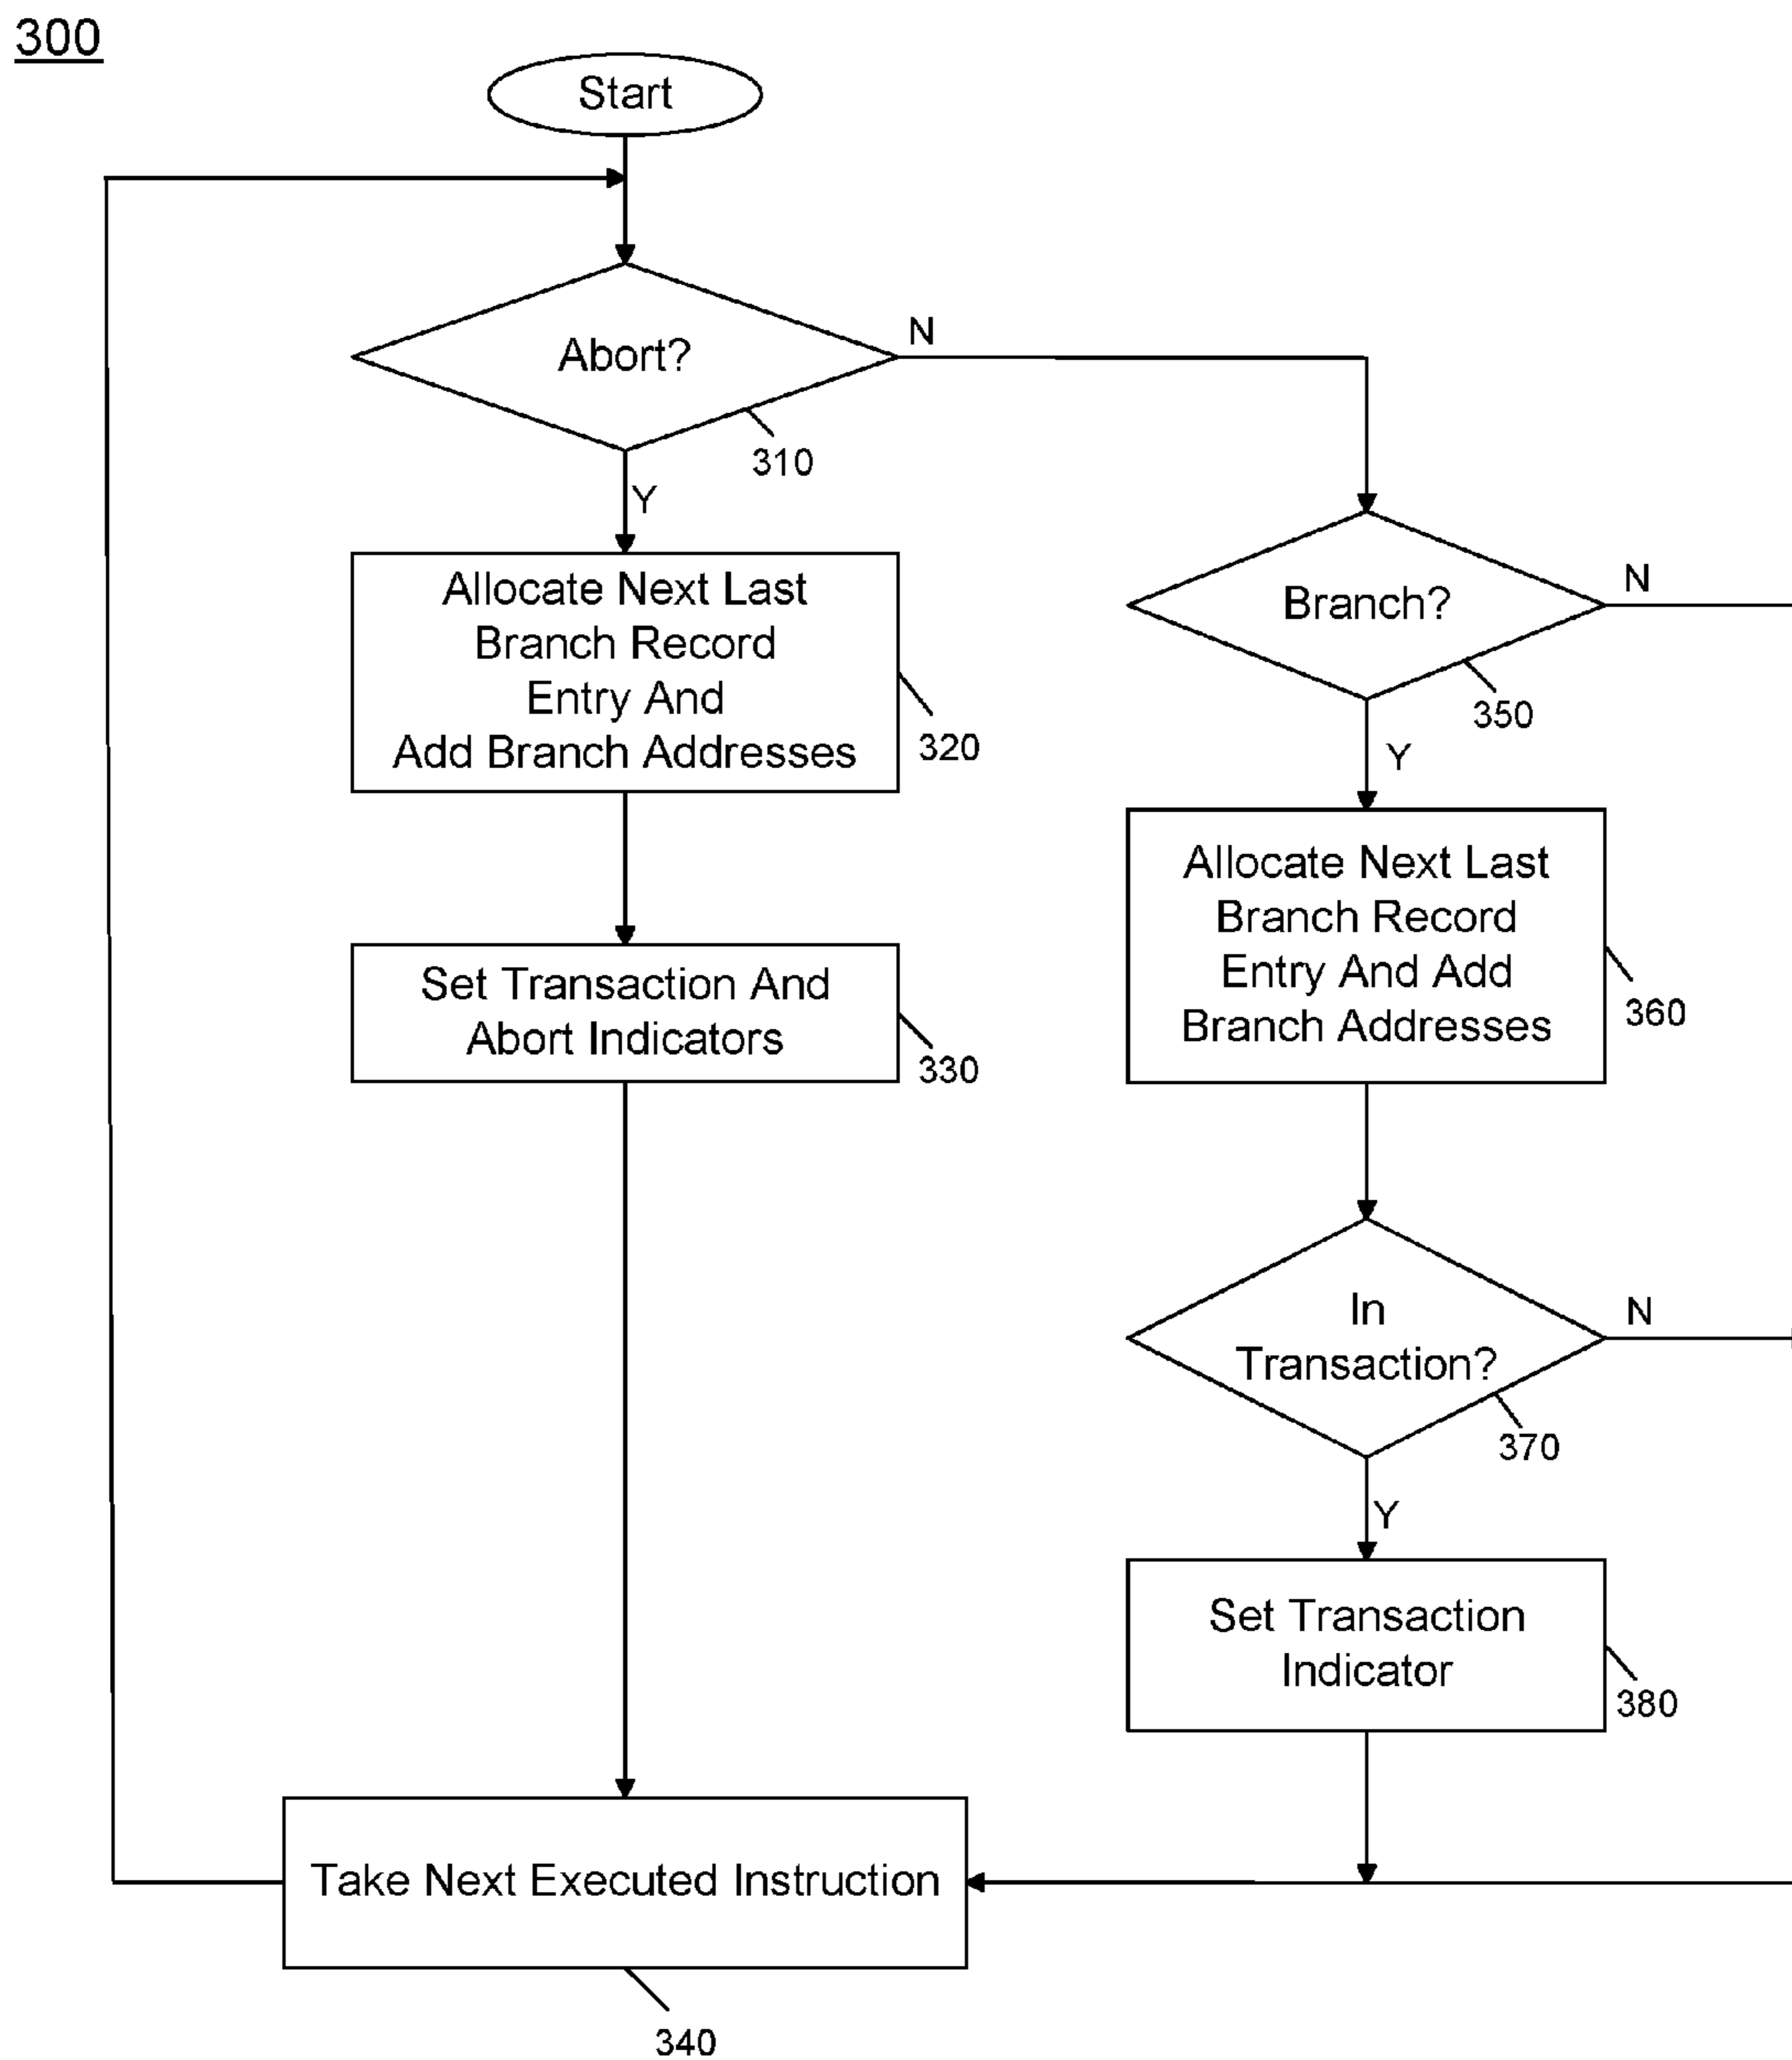 300
Start
Abort?
N
310
Y
Allocate Next Last
Branch Record
Entry And
Add Branch Addresses
320
Set Transaction And
Abort Indicators
330
Branch?
N
350
Y
Allocate Next Last
Branch Record
Entry And Add
Branch Addresses
360
In
Transaction?
N
370
Y
Set Transaction
Indicator
380
Take Next Executed Instruction
340